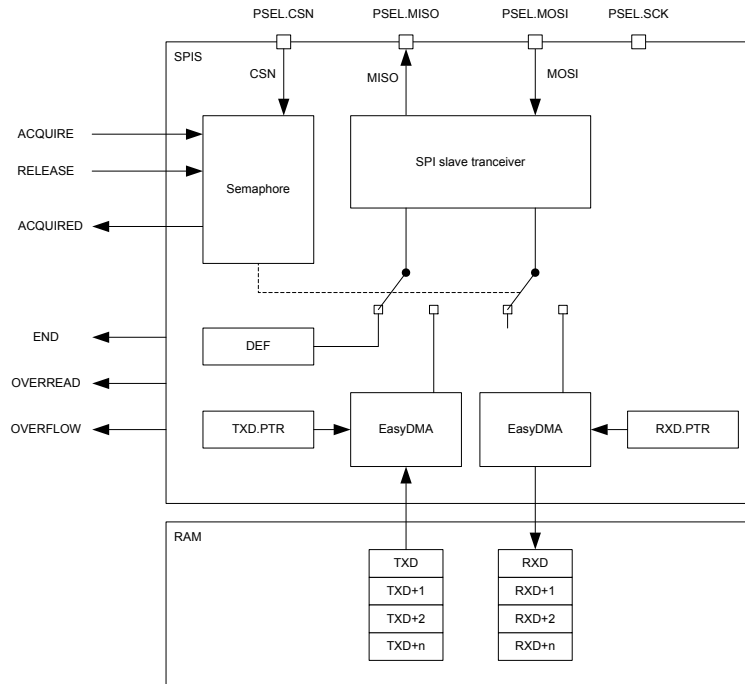 PSEL.CSN PSEL.MISO PSEL.MOSI PSEL.SCK
SPIS
CSN MISO MOSI
ACQUIRE
RELEASE
ACQUIRED
Semaphore
SPI slave tranceiver
END
OVERREAD
OVERFLOW
DEF
TXD.PTR EasyDMA EasyDMA RXD.PTR
RAM
TXD RXD
TXD+1 RXD+1
TXD+2 RXD+2
TXD+n RXD+n